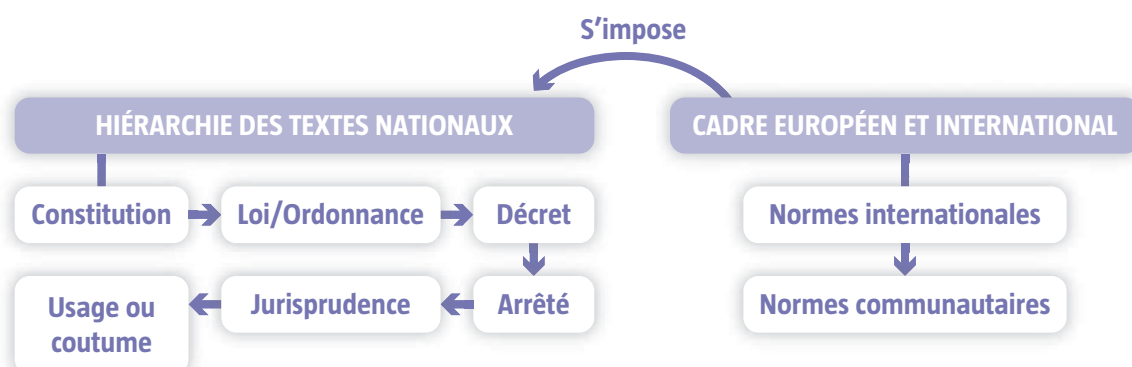 S'impose
HIÉRARCHIE DES TEXTES NATIONAUX
CADRE EUROPÉEN ET INTERNATIONAL
Constitution
Loi/Ordonnance
Décret
Arrêté
Jurisprudence
Usage ou
coutume
Normes internationales
Normes communautaires